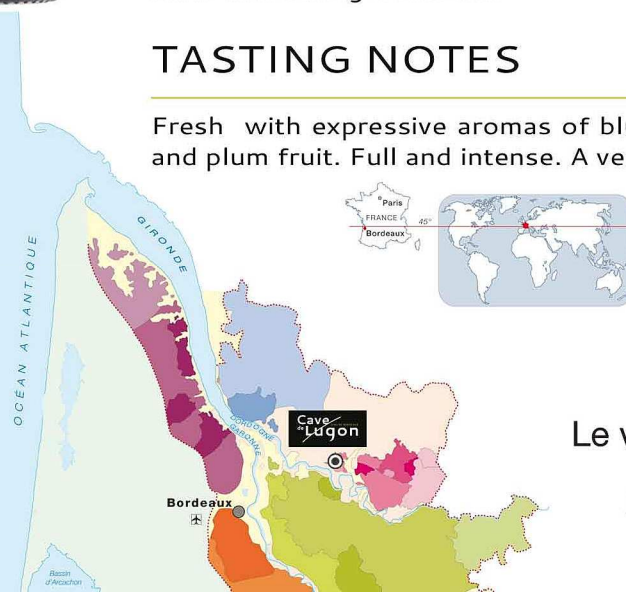 TASTING NOTES
Fresh with expressive aromas of bl
and plum fruit. Full and intense. A ve
Paris
FRANCE
45°
Bordeaux
GIRONDE
OCÉAN ATLANTIQUE
Cave
de Lugon
DORDOGNE
GARONNE
Le v
Bordeaux
Bassin
d'Arcachon